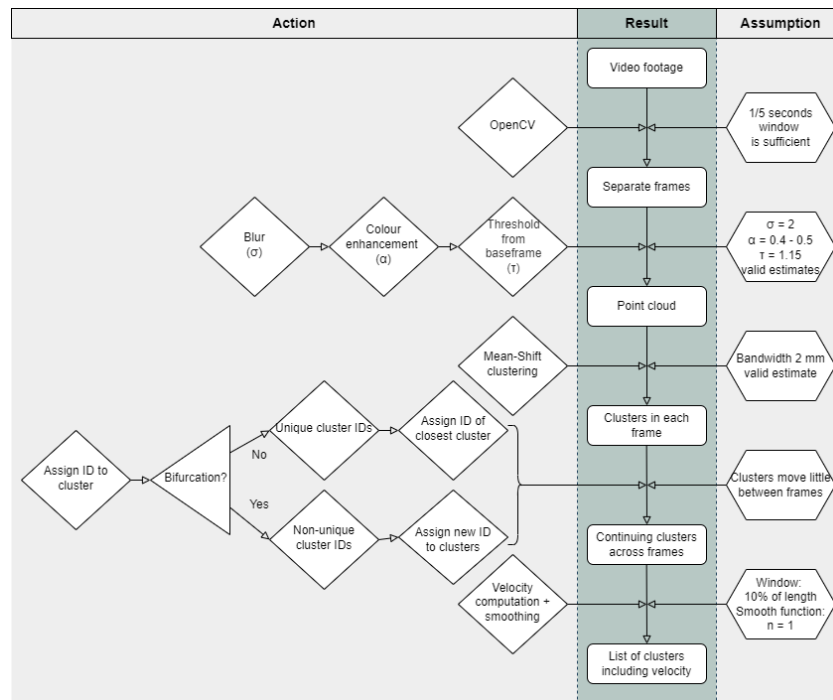 Action
Result
Assumption
Video footage
OpenCV
1/5 seconds
window
is sufficient
Separate frames
Blur
(σ)
Colour
enhancement
(α)
Threshold
from
baseframe
(τ)
σ = 2
α = 0.4 - 0.5
τ = 1.15
valid estimates
Point cloud
Mean-Shift
clustering
Bandwidth 2 mm
valid estimate
Clusters in each
frame
Assign ID to
cluster
Bifurcation?
No
Unique cluster IDs
Assign ID of
closest cluster
Yes
Non-unique
cluster IDs
Assign new ID
to clusters
Clusters move little
between frames
Continuing clusters
across frames
Velocity
computation +
smoothing
Window:
10% of length
Smooth function:
n = 1
List of clusters
including velocity